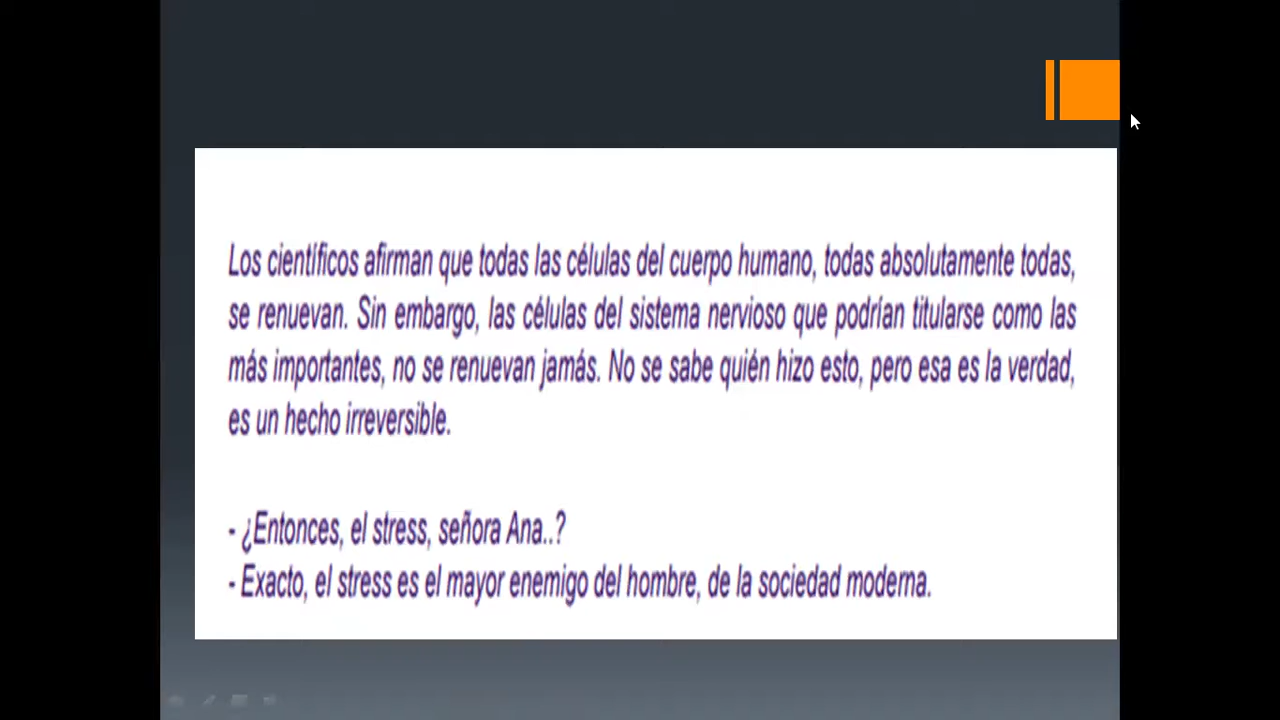 Los científicos afirman que todas las células del cuerpo humano, todas absolutamente todas,
se renuevan. Sin embargo, las células del sistema nervioso que podrían titularse como las
más importantes, no se renuevan jamás. No se sabe quién hizo esto, pero esa es la verdad,
es un hecho irreversible.
- ¿Entonces, el stress, señora Ana..?
- Exacto, el stress es el mayor enemigo del hombre, de la sociedad moderna.